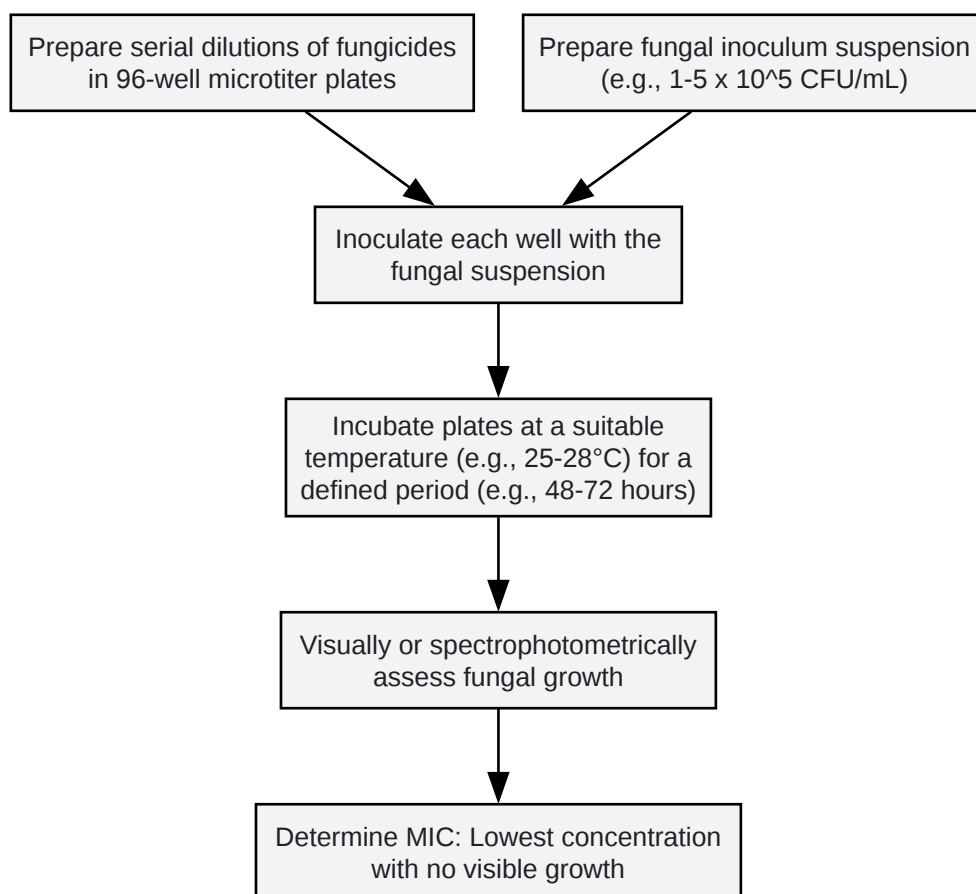 Prepare serial dilutions of fungicides
in 96-well microtiter plates
Prepare fungal inoculum suspension
(e.g., 1-5 x 10^5 CFU/mL)
Inoculate each well with the
fungal suspension
Incubate plates at a suitable
temperature (e.g., 25-28°C) for a
defined period (e.g., 48-72 hours)
Visually or spectrophotometrically
assess fungal growth
Determine MIC: Lowest concentration
with no visible growth